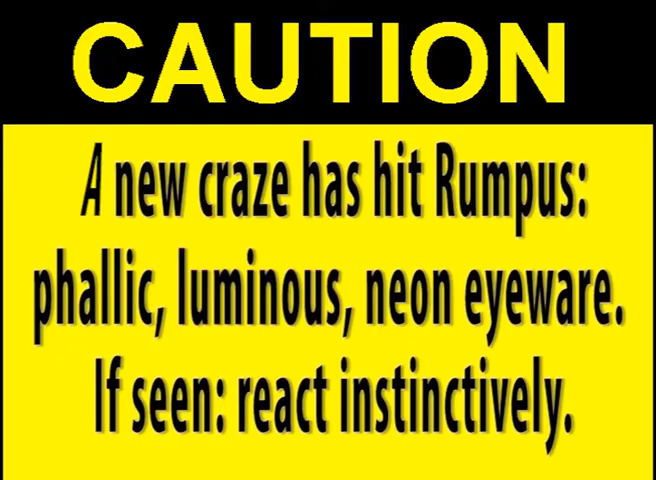 CAUTION
A new craze has hit Rumpus:
phallic, luminous, neon eyeware.
If seen: react instinctively.